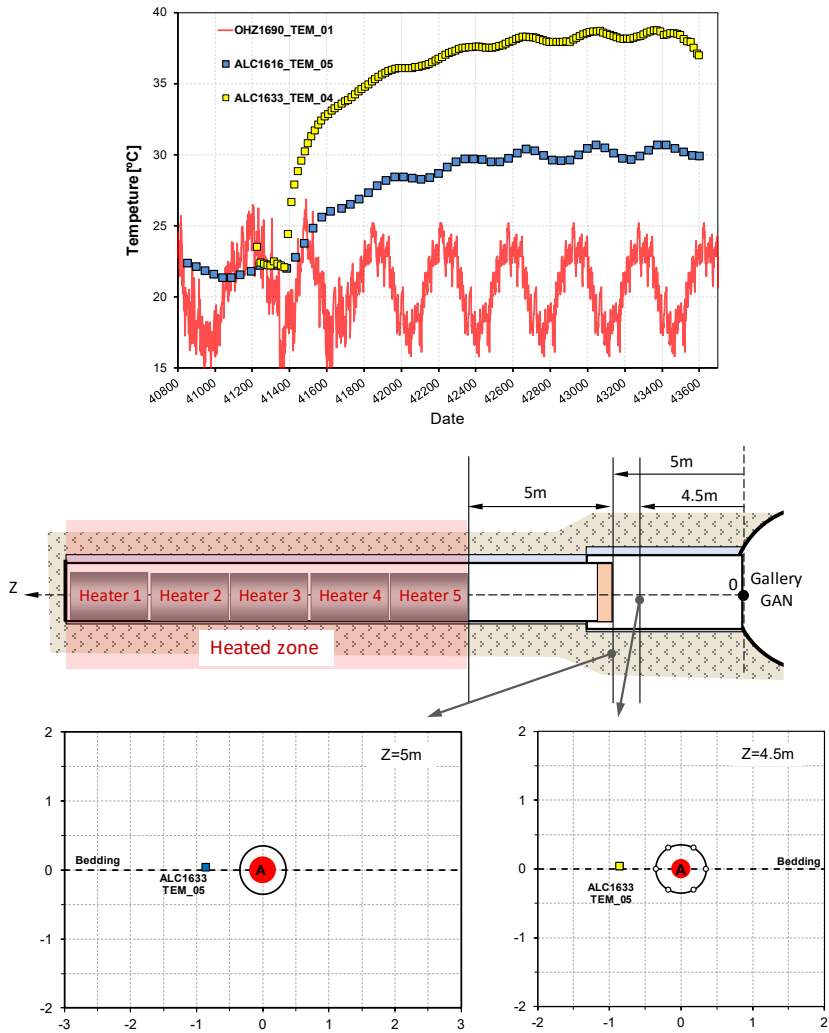 40
35
30
25
20
15
Tempeture [ºC]
OHZ1690_TEM_01
ALC1616_TEM_05
ALC1633_TEM_04
40800
41000
41200
41400
41600
41800
42000
42200
42400
42600
42800
43000
43200
43400
43600
Date
5m
5m
4.5m
Z
Heater 1
Heater 2
Heater 3
Heater 4
Heater 5
0
Gallery
GAN
Heated zone
2
1
0
-1
-2
Z=5m
Bedding
A
ALC1633
TEM_05
-3
-2
-1
0
1
2
3
2
1
0
-1
-2
Z=4.5m
Bedding
A
ALC1633
TEM_05
-2
-1
0
1
2